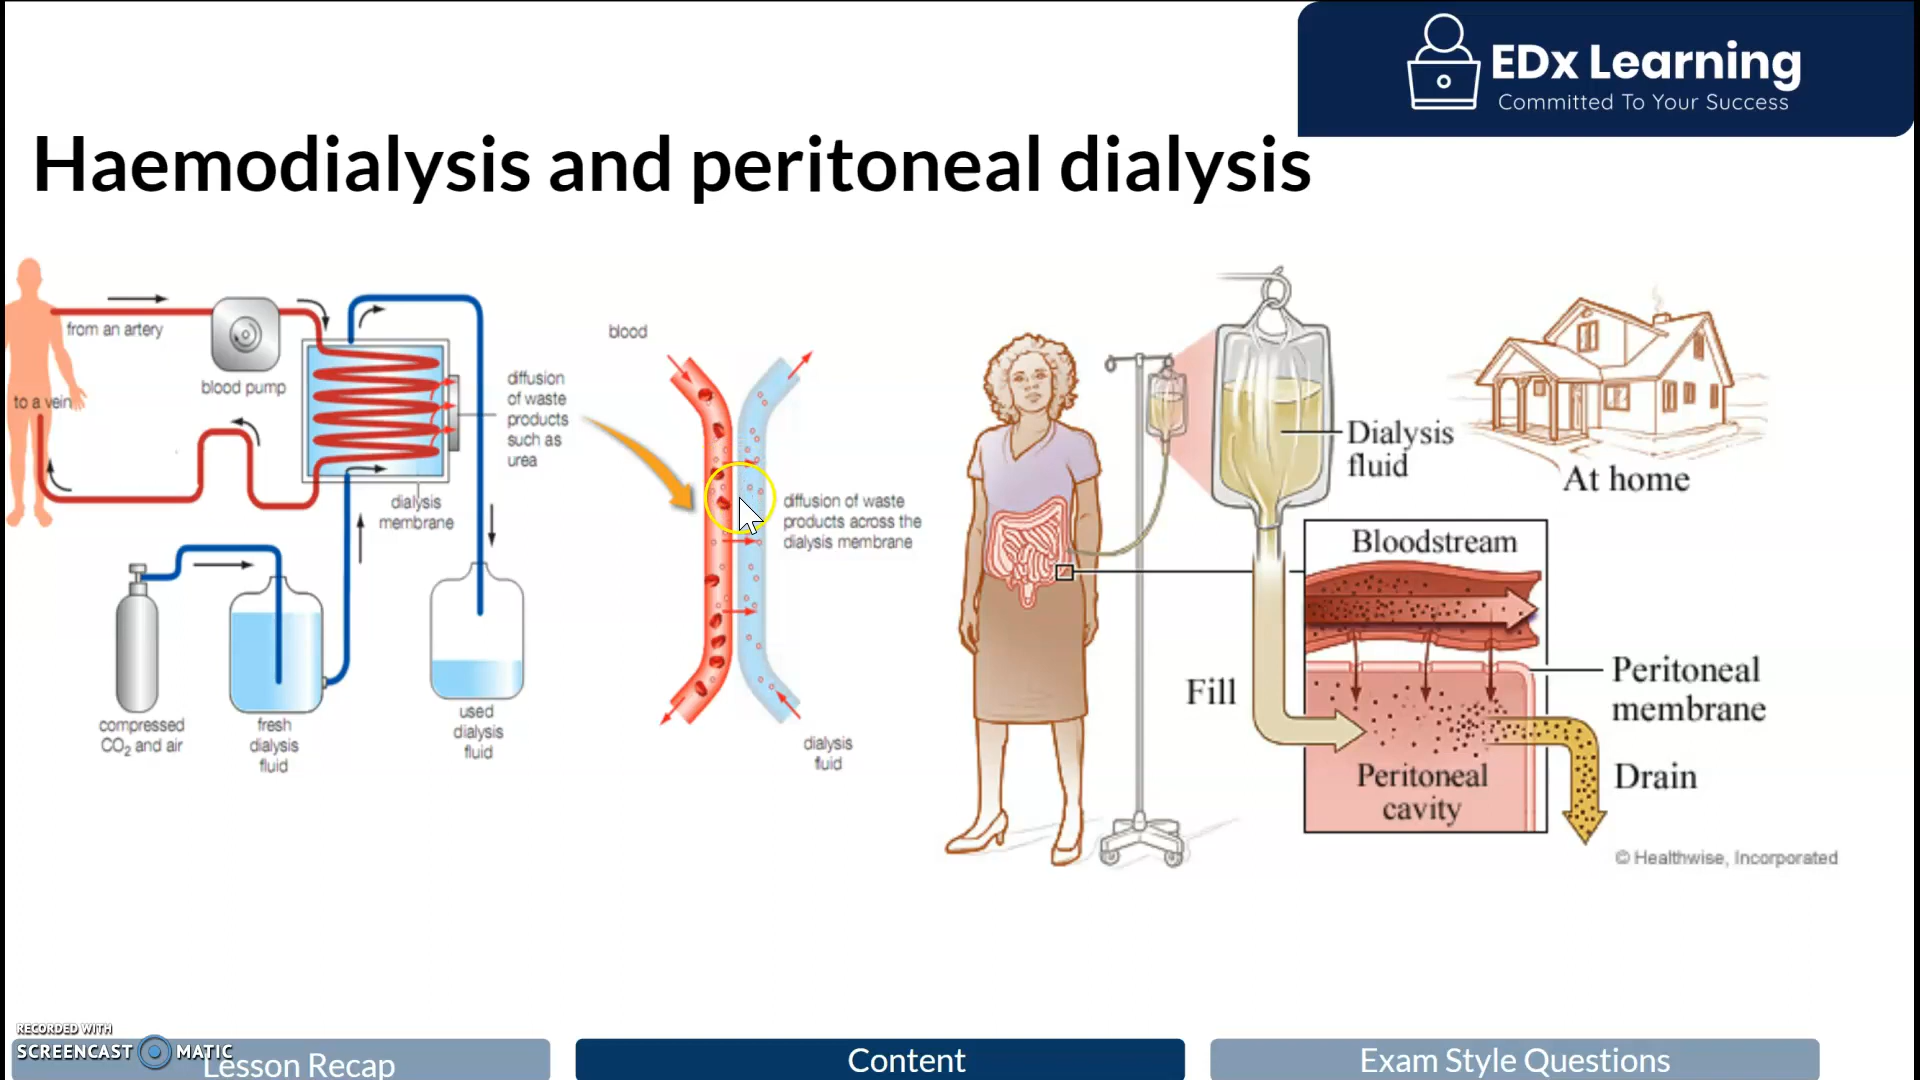 EDx Learning
Committed To Your Success
Haemodialysis and peritoneal dialysis
from an artery
blood pump
to a vein
diffusion
of waste
products
such as
urea
dialysis
membrane
compressed
CO₂ and air
fresh
dialysis
fluid
used
dialysis
fluid
blood
diffusion of waste
products across the
dialysis membrane
dialysis
fluid
Dialysis
fluid
At home
Bloodstream
Fill
Peritoneal
membrane
Peritoneal
cavity
Drain
© Healthwise, Incorporated
RECORDED WITH
SCREENCAST MATIC
Lesson Recap
Content
Exam Style Questions